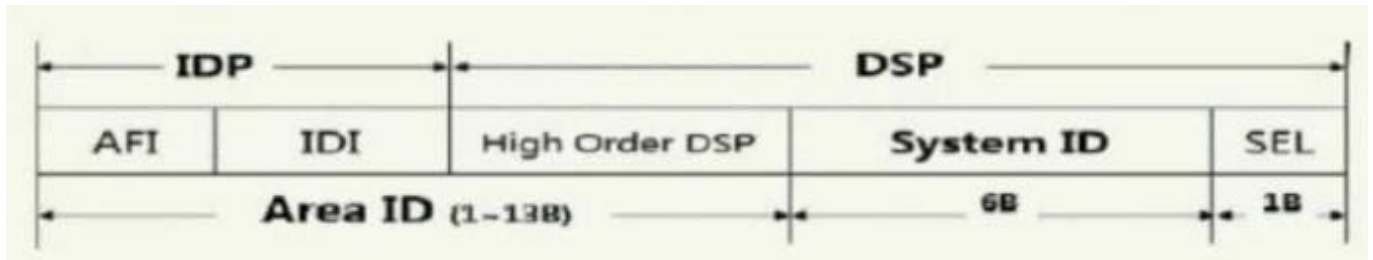 IDP DSP
AFI IDI High Order DSP System ID SEL
Area ID (1~13B) 6B 1B